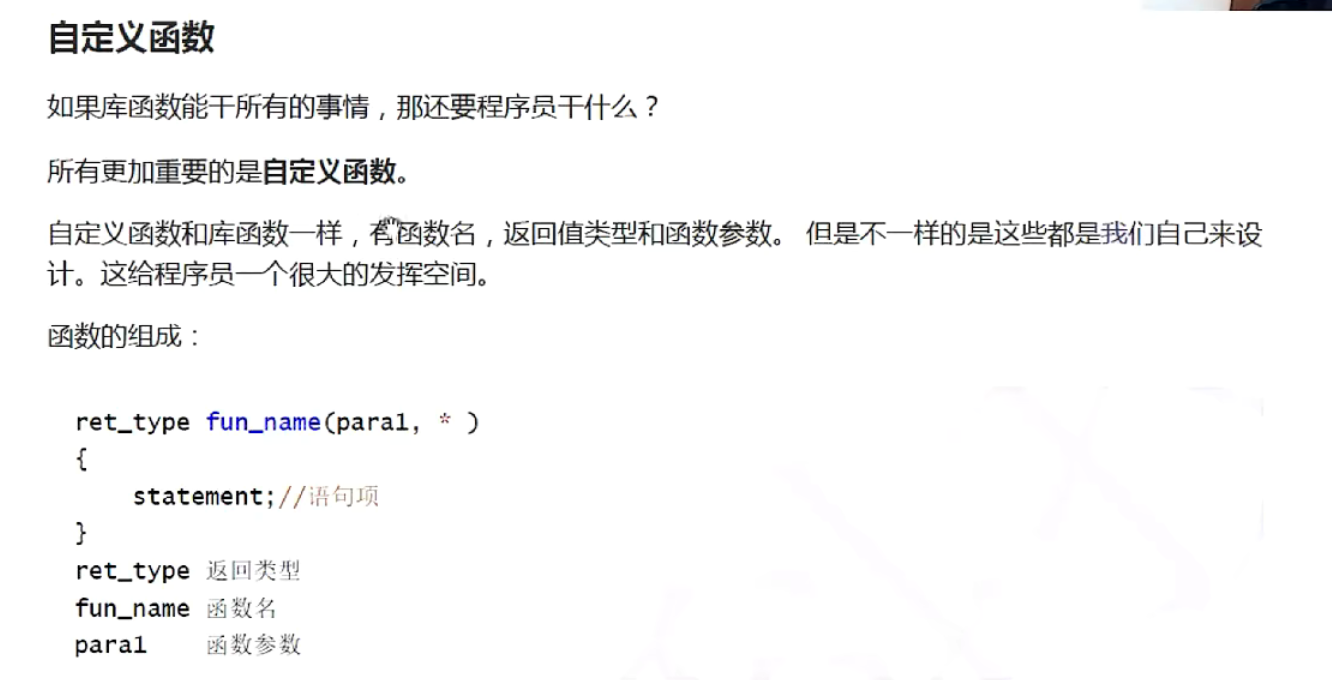 自定义函数
如果库函数能干所有的事情，那还要程序员干什么？
所有更加重要的是自定义函数。
自定义函数和库函数一样，有函数名，返回值类型和函数参数。 但是不一样的是这些都是我们自己来设
计。这给程序员一个很大的发挥空间。
函数的组成：
ret_type fun_name(para1, * )
{
statement;//语句项
}
ret_type 返回类型
fun_name 函数名
para1 函数参数